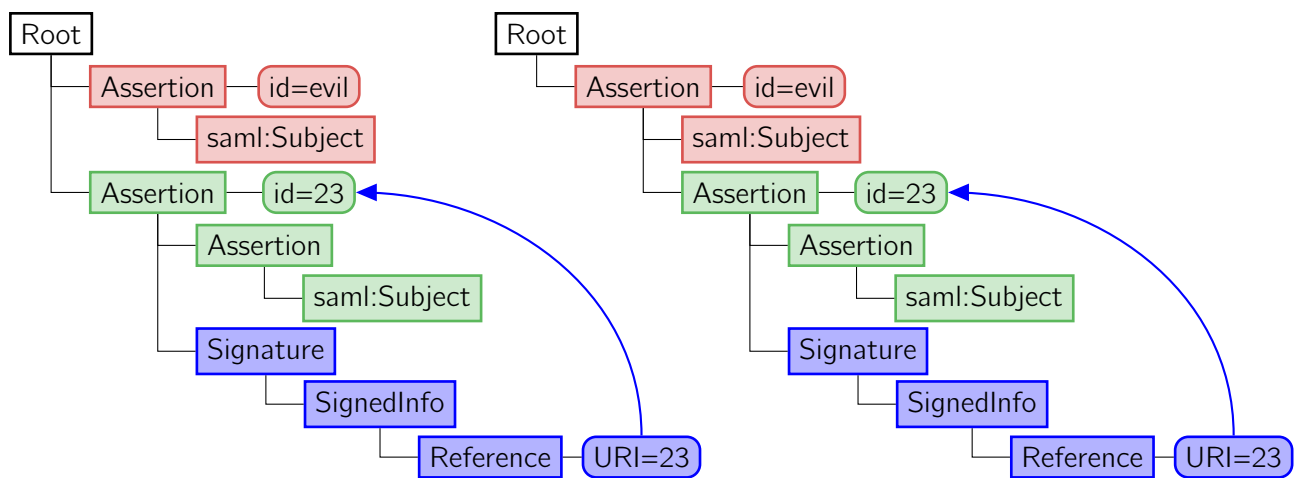 Root
Assertion
id=evil
saml:Subject
Assertion
id=23
Assertion
saml:Subject
Signature
SignedInfo
Reference
URI=23
Root
Assertion
id=evil
saml:Subject
Assertion
id=23
Assertion
saml:Subject
Signature
SignedInfo
Reference
URI=23